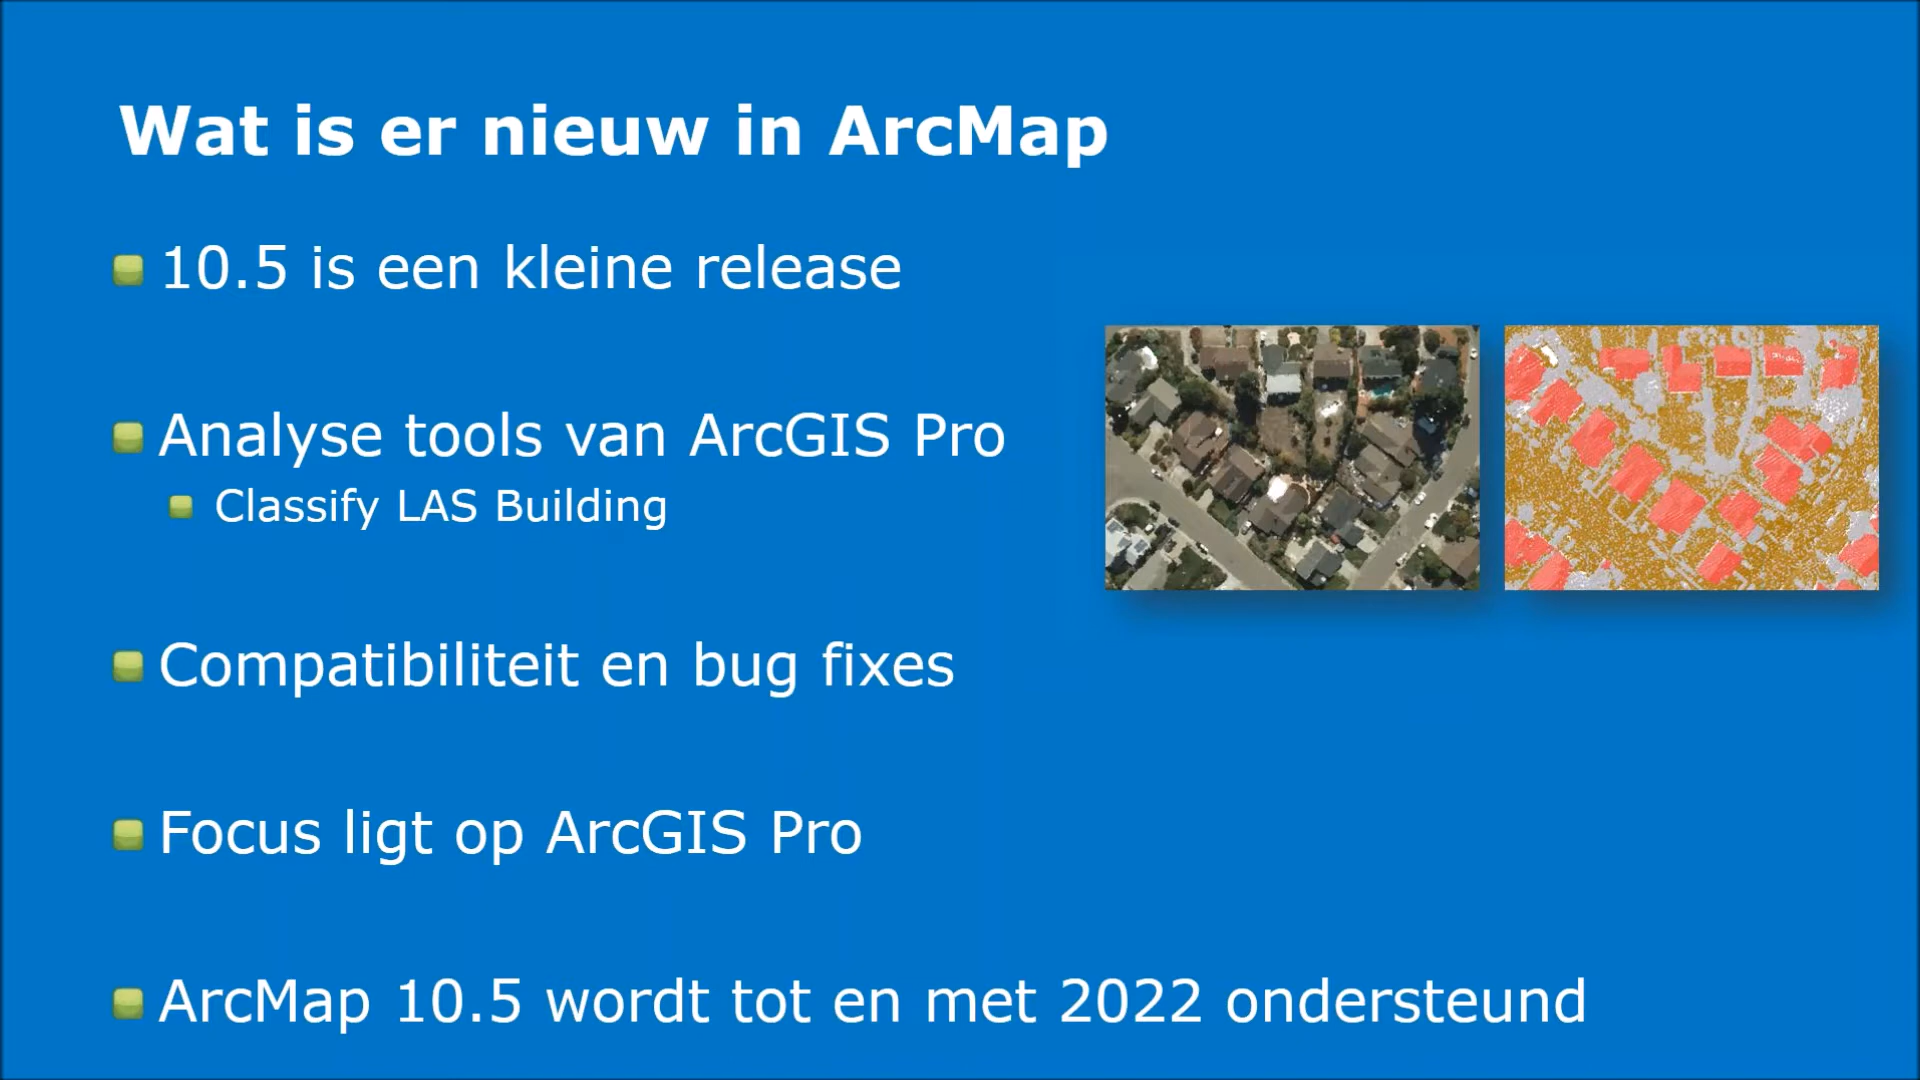 Wat is er nieuw in ArcMap
10.5 is een kleine release
Analyse tools van ArcGIS Pro
Classify LAS Building
Compatibiliteit en bug fixes
Focus ligt op ArcGIS Pro
ArcMap 10.5 wordt tot en met 2022 ondersteund